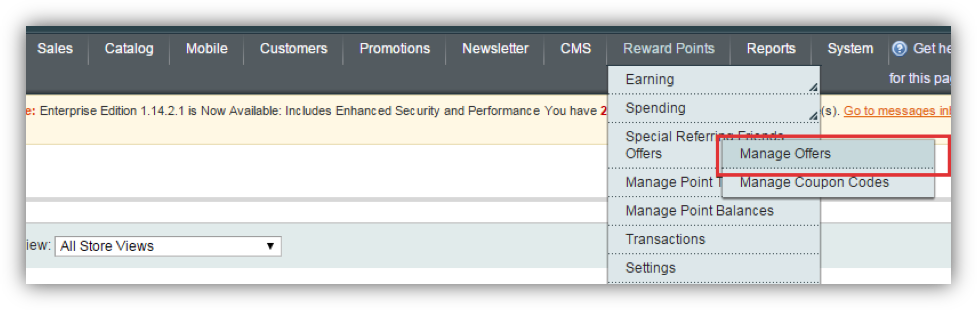 Sales Catalog Mobile Customers Promotions Newsletter CMS Reward Points Reports System Get he
for this pa
Earning
e: Enterprise Edition 1.14.2.1 is Now Available: Includes Enhanced Security and Performance You have 2 (s). Go to messages in
Spending
Special Referring Friends
Offers
Manage Offers
Manage Point T
Manage Coupon Codes
Manage Point Balances
Transactions
iew: All Store Views
Settings